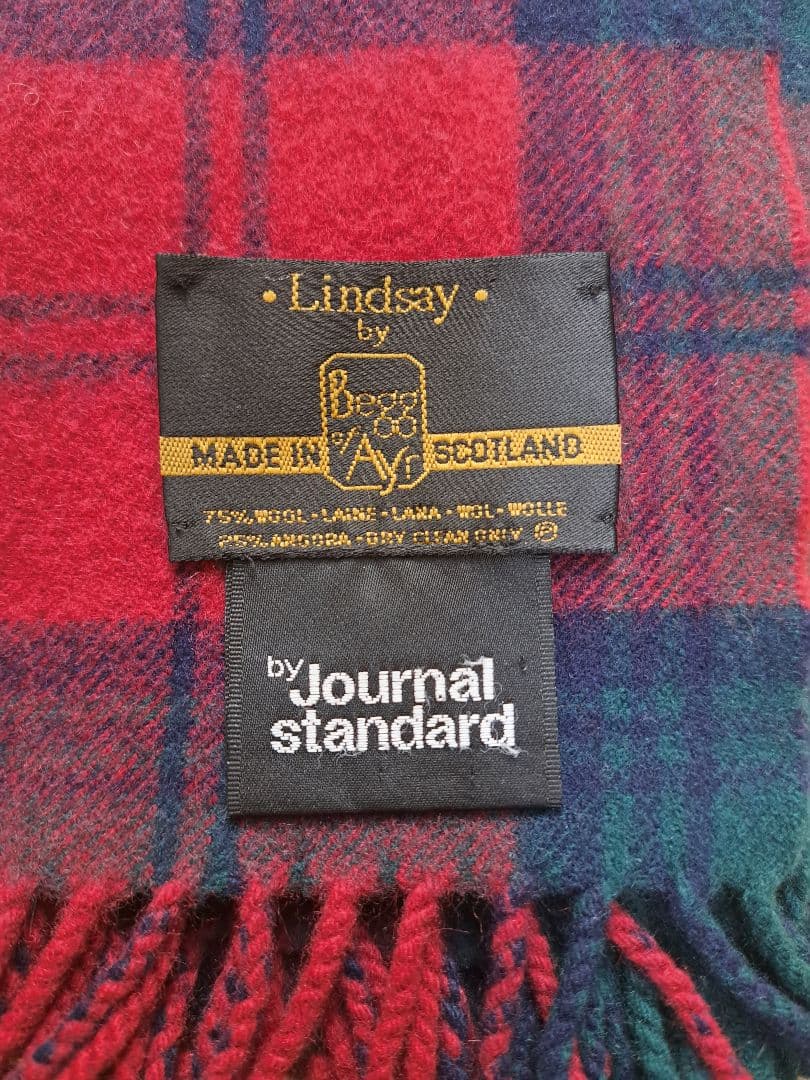 · Lindsay ·
by
Begg
of
Ayr
MADE IN SCOTLAND
75% WOOL - LAINE - LANA - WOL - WOLLE
25% ANGORA - DRY CLEAN ONLY Ⓟ
by Journal
standard